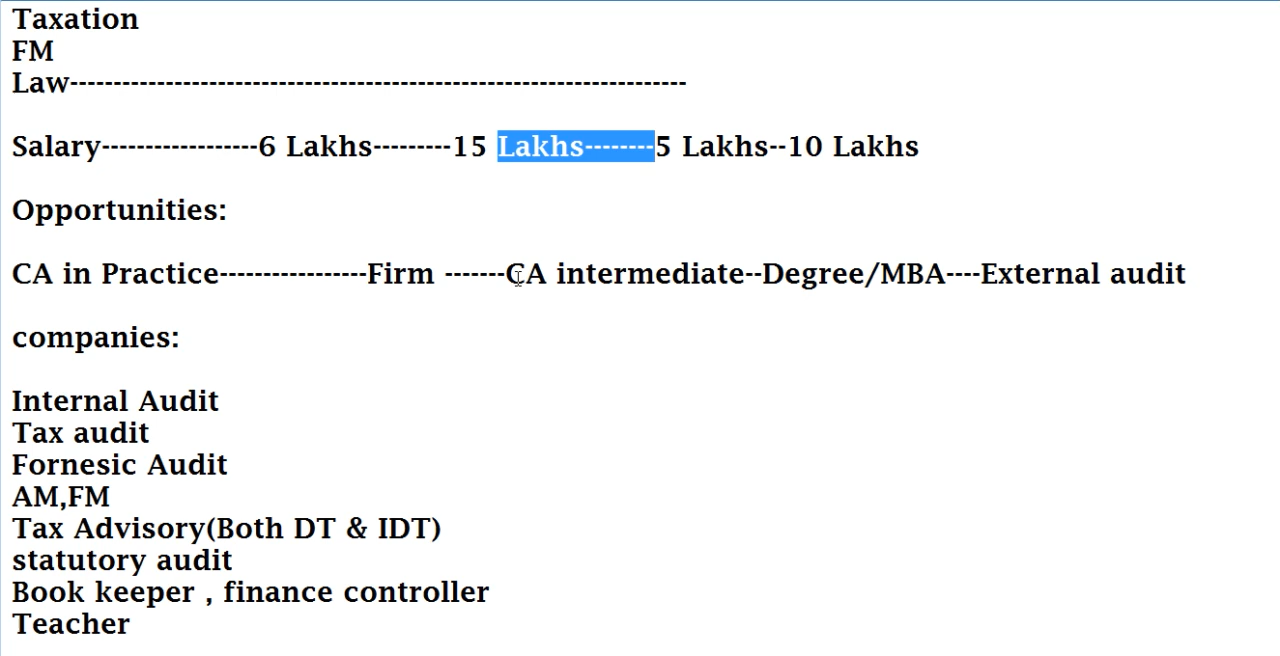 Taxation
FM
Law-----------------------------------------------------------------------
Salary------------------6 Lakhs---------15 Lakhs--------5 Lakhs--10 Lakhs
Opportunities:
CA in Practice-----------------Firm -------CA intermediate--Degree/MBA----External audit
companies:
Internal Audit
Tax audit
Fornesic Audit
AM,FM
Tax Advisory(Both DT & IDT)
statutory audit
Book keeper , finance controller
Teacher